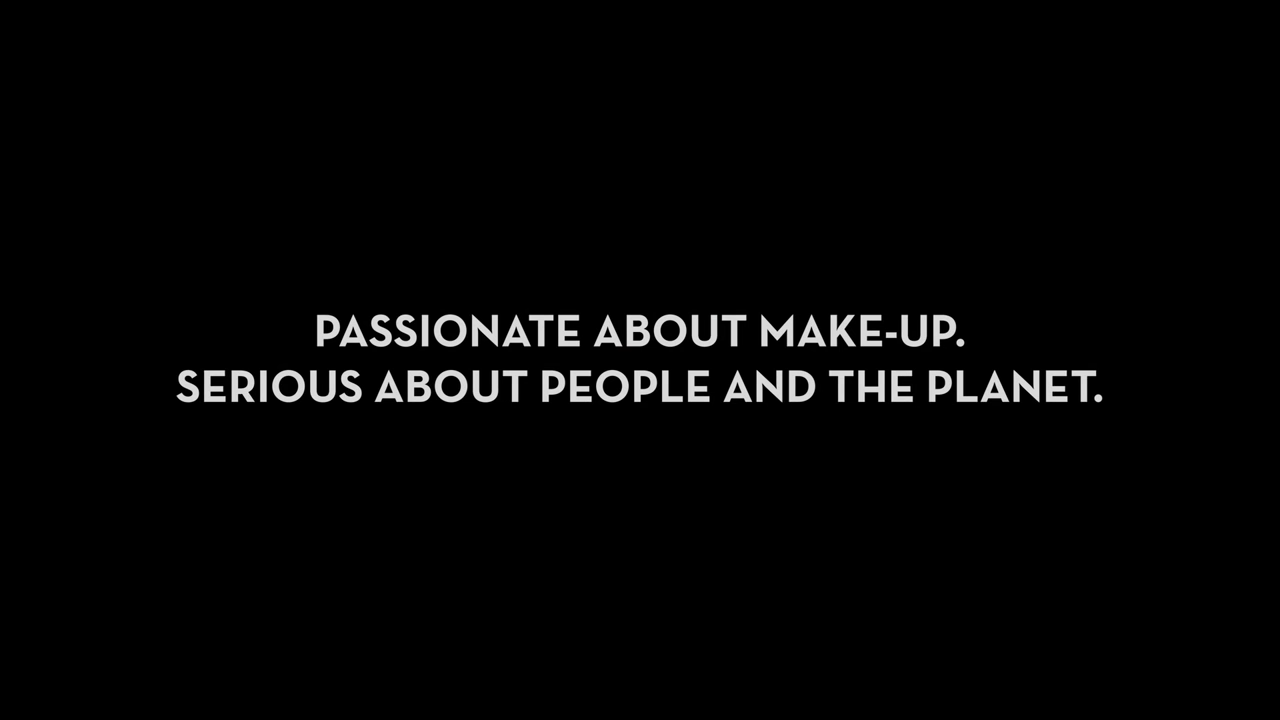 PASSIONATE ABOUT MAKE-UP.
SERIOUS ABOUT PEOPLE AND THE PLANET.